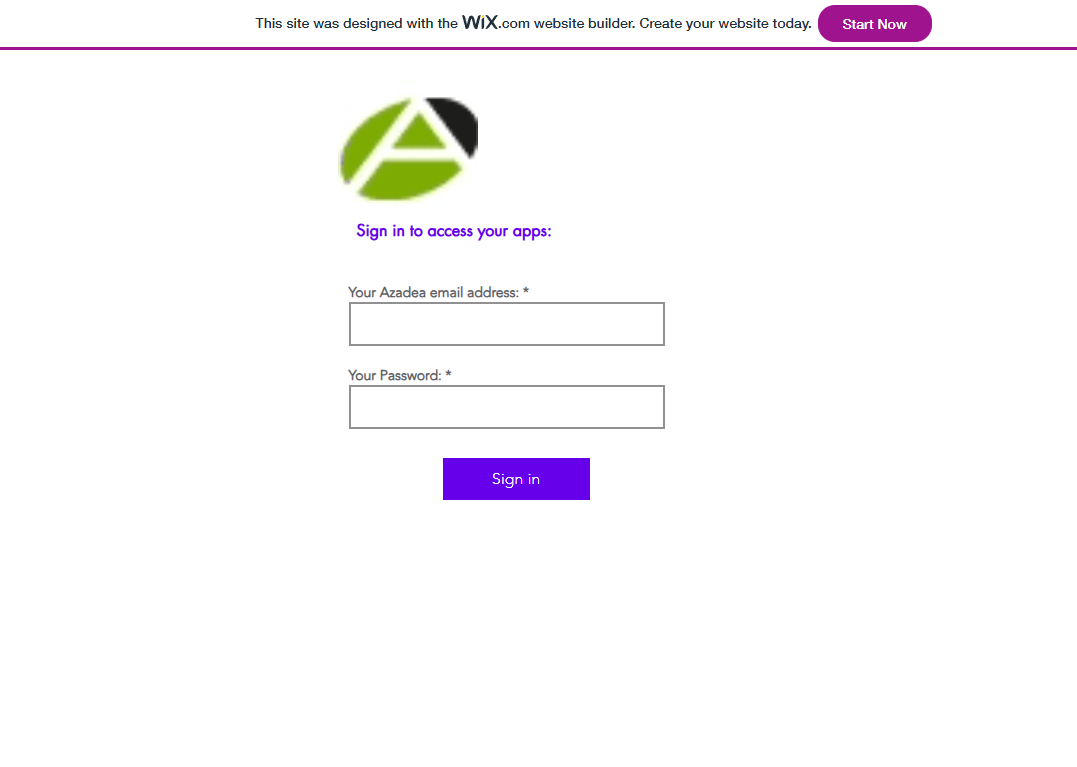 This site was designed with the WiX.com website builder. Create your website today. Start Now
Sign in to access your apps:
Your Azadea email address: *
Your Password: *
Sign in